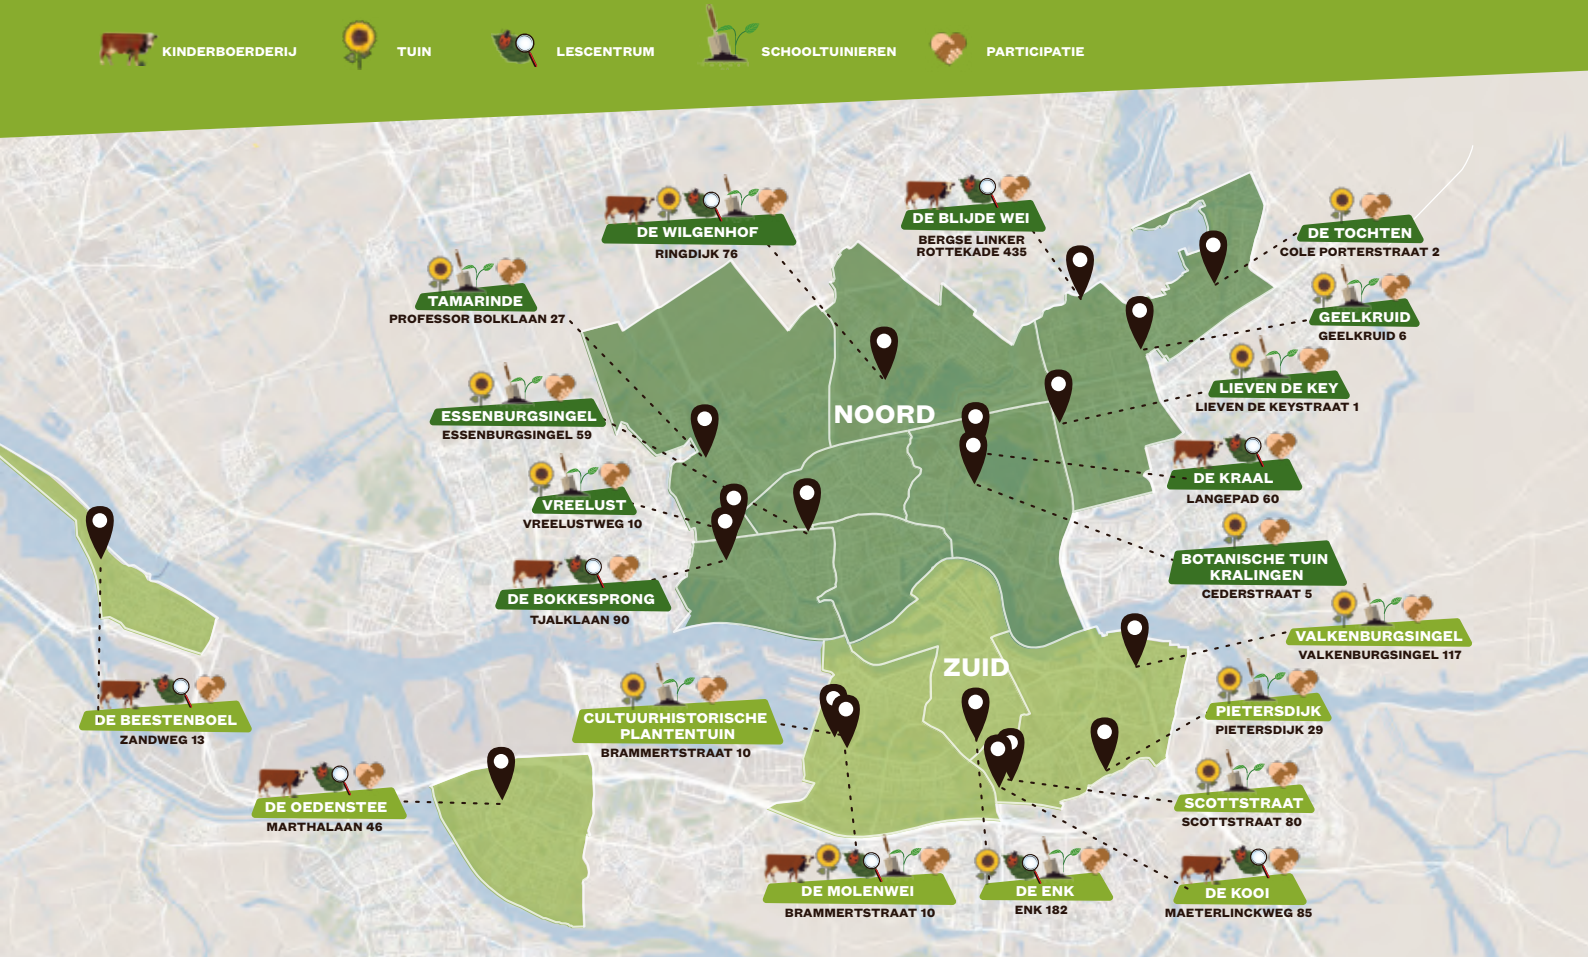 KINDERBOERDERIJ
TUIN
LESCENTRUM
SCHOOLTUINIEREN
PARTICIPATIE
DE WILGENHOF
RINGDIJK 76
DE BLIJDE WEI
BERGSE LINKER
ROTTEKADE 435
DE TOCHTEN
COLE PORTERSTRAAT 2
TAMARINDE
PROFESSOR BOLKLAAN 27
GEELKRUID
GEELKRUID 6
LIEVEN DE KEY
LIEVEN DE KEYSTRAAT 1
ESSENBURGSINGEL
ESSENBURGSINGEL 59
NOORD
DE KRAAL
LANGEPAD 60
VREELUST
VREELUSTWEG 10
BOTANISCHE TUIN
KRALINGEN
CEDERSTRAAT 5
DE BOKKESPRONG
TJALKLAAN 90
VALKENBURGSINGEL
VALKENBURGSINGEL 117
ZUID
PIETERSDIJK
PIETERSDIJK 29
DE BEESTENBOEL
ZANDWEG 13
CULTUURHISTORISCHE
PLANTENTUIN
BRAMMERTSTRAAT 10
DE OEDENSTEE
MARTHALAAN 46
SCOTTSTRAAT
SCOTTSTRAAT 80
DE MOLENWEI
BRAMMERTSTRAAT 10
DE ENK
ENK 182
DE KOOI
MAETERLINCKWEG 85